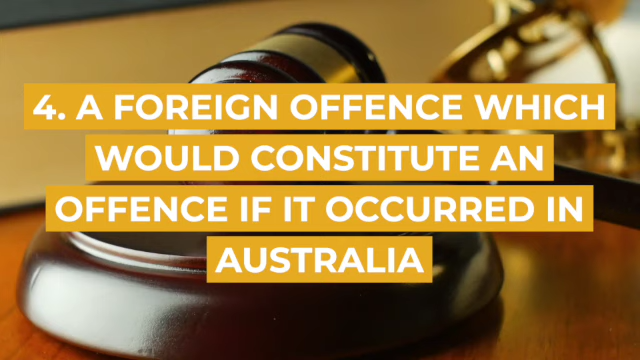 4. A FOREIGN OFFENCE WHICH
WOULD CONSTITUTE AN
OFFENCE IF IT OCCURRED IN
AUSTRALIA